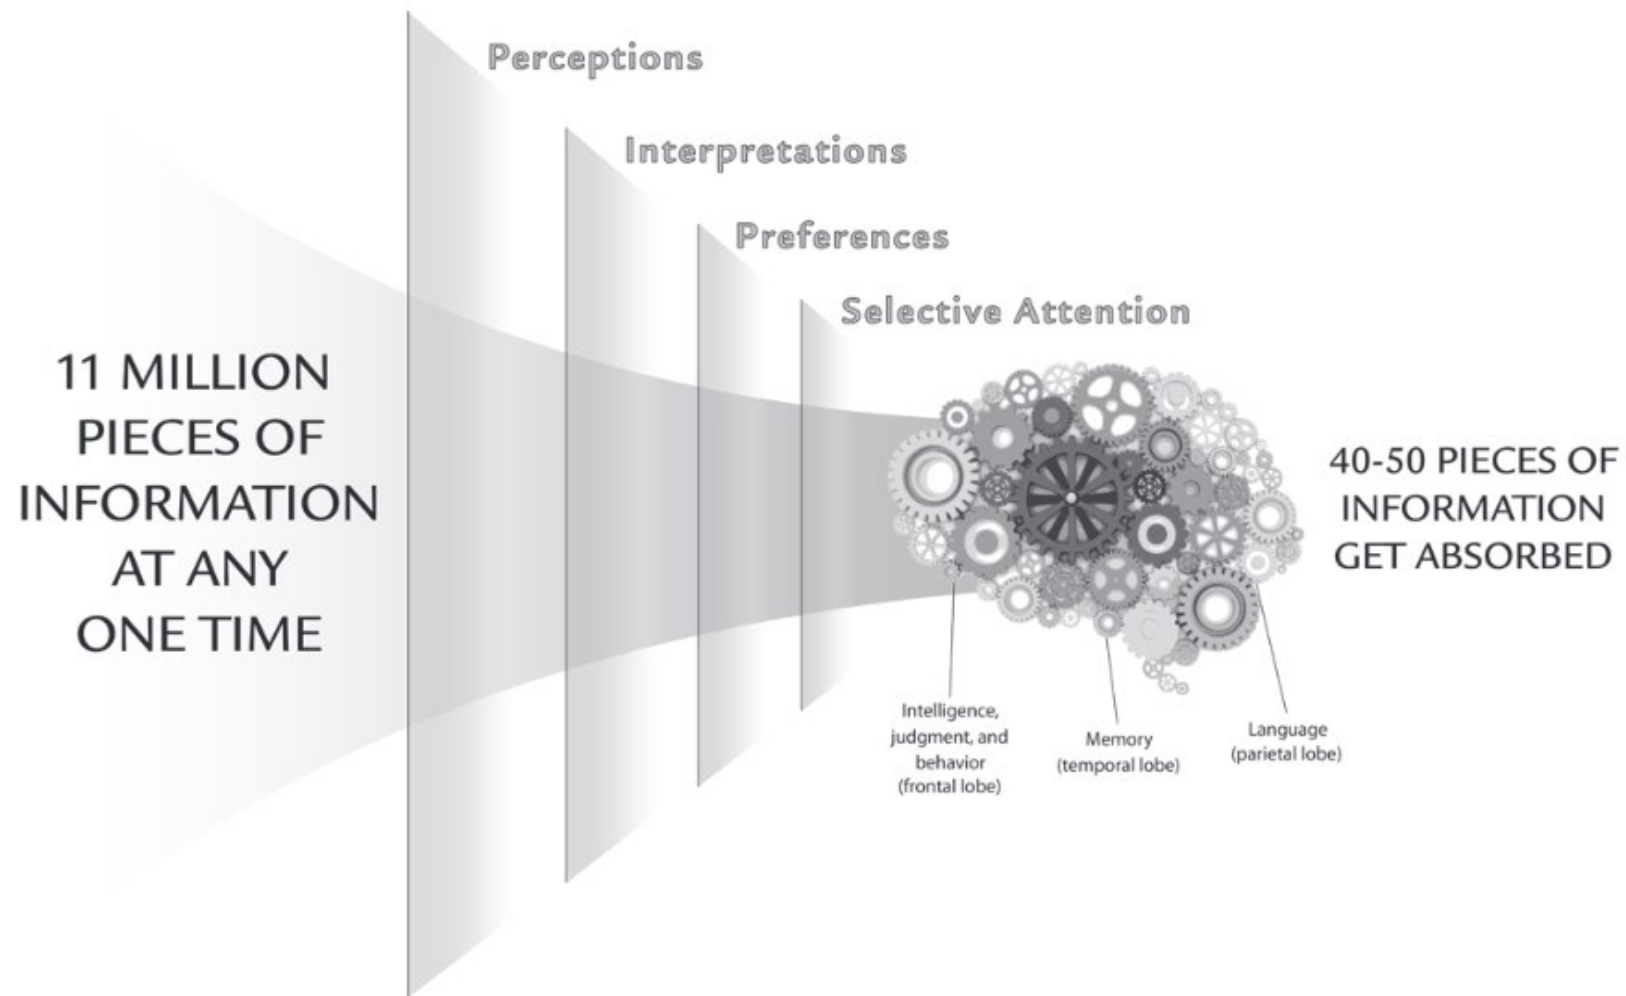 Perceptions
Interpretations
Preferences
Selective Attention
11 MILLION
PIECES OF
INFORMATION
AT ANY
ONE TIME
40-50 PIECES OF
INFORMATION
GET ABSORBED
Intelligence,
judgment, and
behavior
(frontal lobe)
Memory
(temporal lobe)
Language
(parietal lobe)